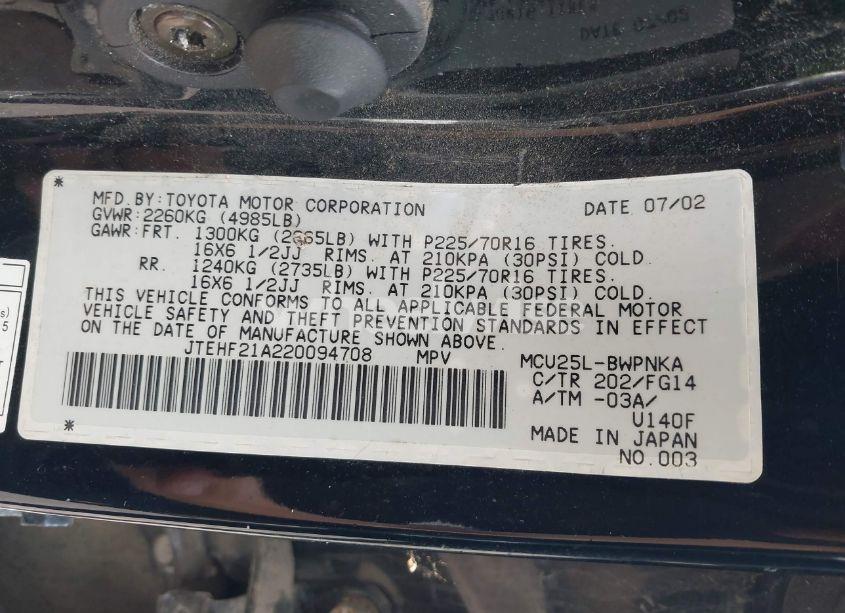 *
MFD. BY: TOYOTA MOTOR CORPORATION DATE 07/02
GVWR: 2260KG (4985LB)
GAWR: FRT. 1300KG (2865LB) WITH P225/70R16 TIRES.
16X6 1/2JJ RIMS. AT 210KPA (30PSI) COLD.
RR. 1240KG (2735LB) WITH P225/70R16 TIRES.
16X6 1/2JJ RIMS. AT 210KPA (30PSI) COLD.
THIS VEHICLE CONFORMS TO ALL APPLICABLE FEDERAL MOTOR
VEHICLE SAFETY AND THEFT PREVENTION STANDARDS IN EFFECT
ON THE DATE OF MANUFACTURE SHOWN ABOVE.
JTEHF21A220094708 MPV MCU25L-BWPNKA
C/TR 202/FG14
A/TM -03A/
U140F
MADE IN JAPAN
* NO.003
s)
5